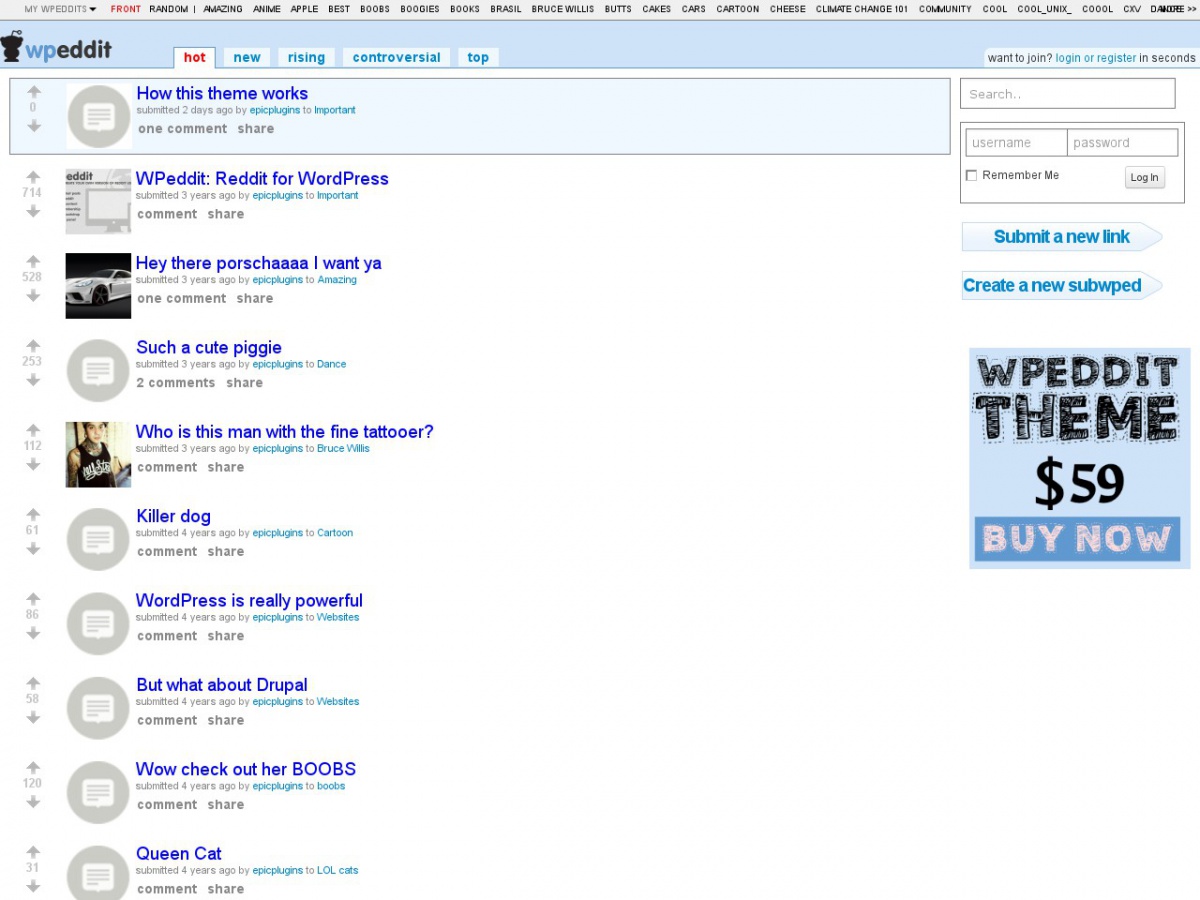 MY WPEDDITS FRONT RANDOM | AMAZING ANIME APPLE BEST BOOBS BOOGIES BOOKS BRASIL BRUCE WILLIS BUTTS CAKES CARS CARTOON CHEESE CLIMATE CHANGE 101 COMMUNITY COOL COOL_UNIX_ COOOL CXV
wpeddit
hot new rising controversial top
want to join? login or register in seconds
How this theme works
0
submitted 2 days ago by epicplugins to Important
one comment share
WPeddit: Reddit for WordPress
714
submitted 3 years ago by epicplugins to Important
comment share
eddit
Hey there porschaaaa I want ya
528
submitted 3 years ago by epicplugins to Amazing
one comment share
Such a cute piggie
253
submitted 3 years ago by epicplugins to Dance
2 comments share
Who is this man with the fine tattooer?
112
submitted 3 years ago by epicplugins to Bruce Willis
comment share
Killer dog
61
submitted 4 years ago by epicplugins to Cartoon
comment share
WordPress is really powerful
86
submitted 4 years ago by epicplugins to Websites
comment share
But what about Drupal
58
submitted 4 years ago by epicplugins to Websites
comment share
Wow check out her BOOBS
120
submitted 4 years ago by epicplugins to boobs
comment share
Queen Cat
31
submitted 4 years ago by epicplugins to LOL cats
comment share
Search..
username password
Remember Me Log In
Submit a new link
Create a new subwped
WPEDDIT
THEME
$59
BUY NOW